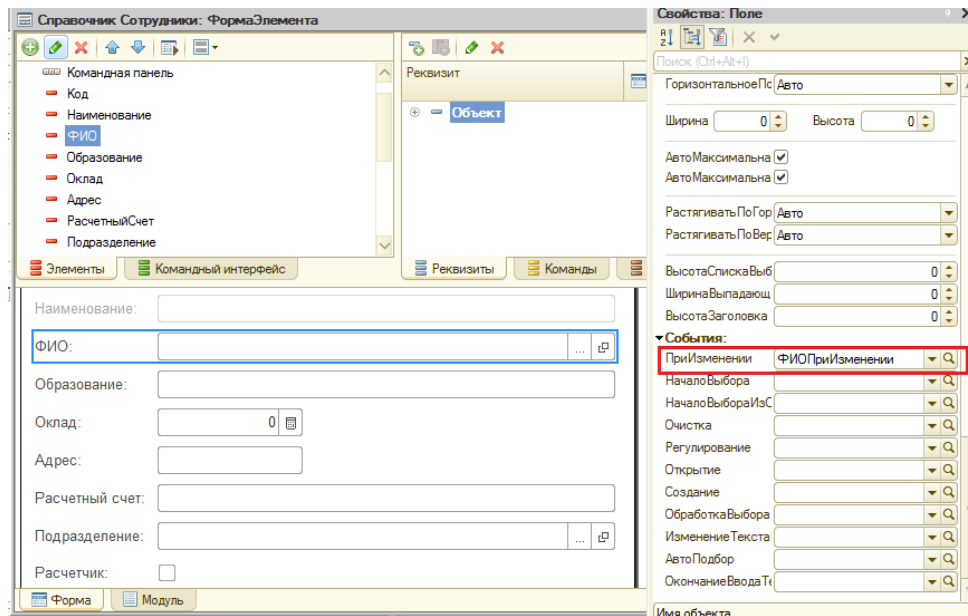 Справочник Сотрудники: ФормаЭлемента
Командная панель
Код
Наименование
ФИО
Образование
Оклад
Адрес
РасчетныйСчет
Подразделение
Элементы
Командный интерфейс
Реквизит
Объект
Реквизиты
Команды
Наименование:
ФИО:
...
Образование:
Оклад: 0
Адрес:
Расчетный счет:
Подразделение: ...
Расчетчик:
Форма
Модуль
Свойства: Поле
Поиск (Ctrl+Alt+I)
ГоризонтальноеПо Авто
Ширина 0 Высота 0
АвтоМаксимальна
АвтоМаксимальна
РастягиватьПоГор Авто
РастягиватьПоВер Авто
ВысотаСпискаВыб 0
ШиринаВыпадающ 0
ВысотаЗаголовка 0
События:
ПриИзменении ФИОПриИзменении
НачалоВыбора
НачалоВыбораИзС
Очистка
Регулирование
Открытие
Создание
ОбработкаВыбора
ИзменениеТекста
АвтоПодбор
ОкончаниеВводаТе
Имя объекта